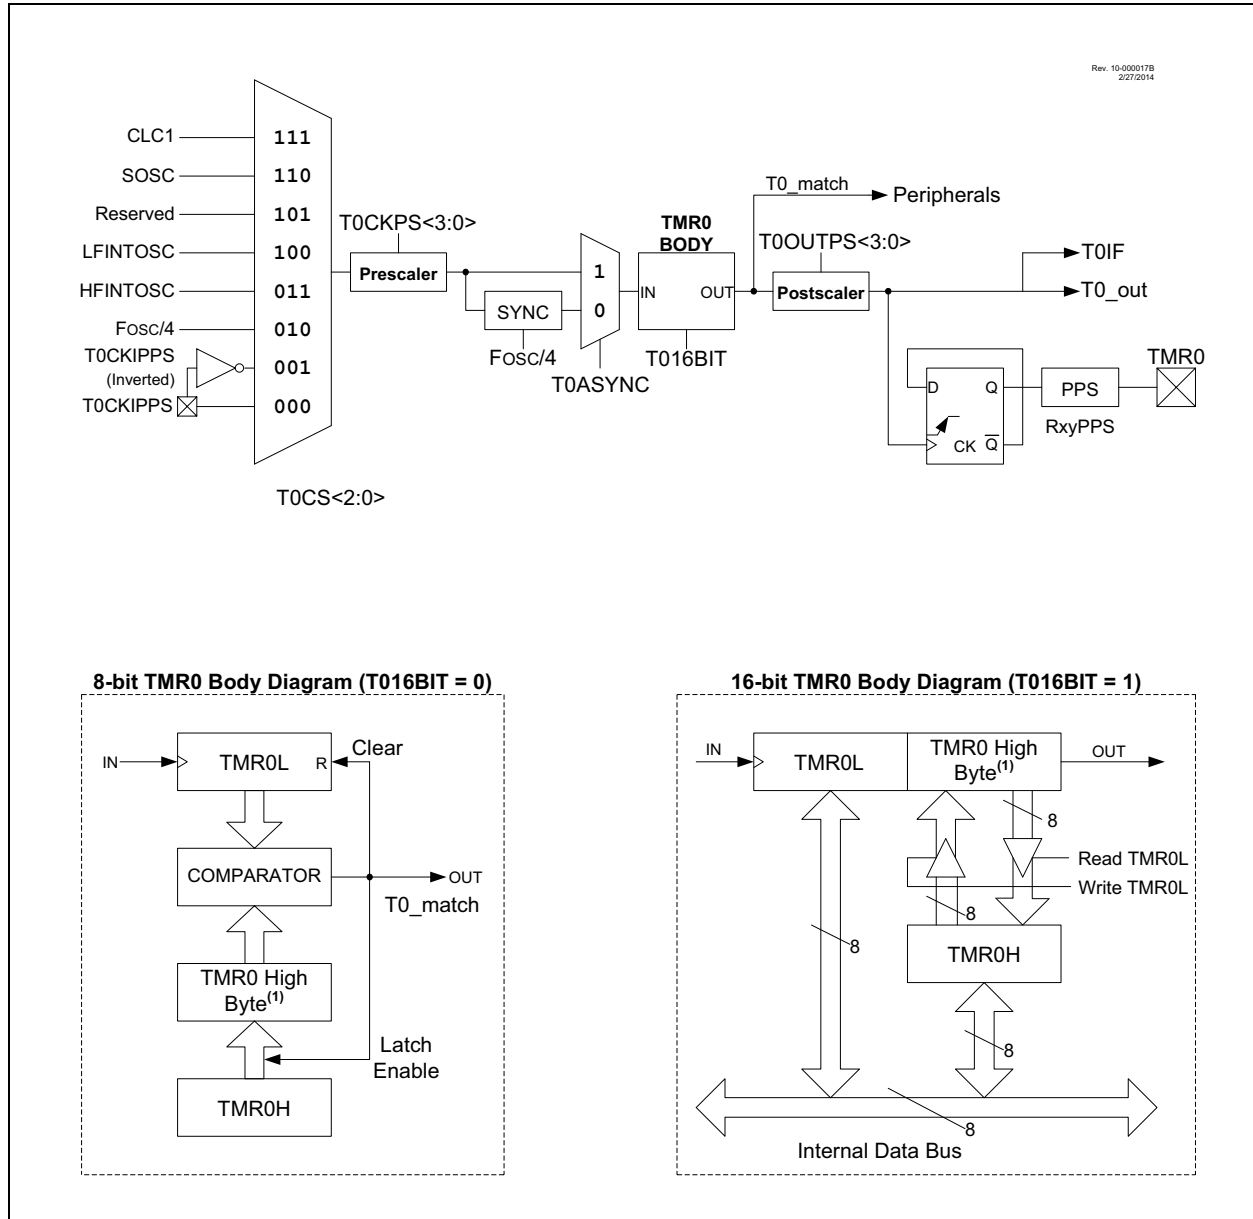 Rev. 10-000017B
2/27/2014
CLC1
111
SOSC
110
Reserved
101
LFINTOSC
100
HFINTOSC
011
FOSC/4
010
T0CKIPPS
(Inverted)
001
T0CKIPPS
000
T0CS<2:0>
T0CKPS<3:0>
Prescaler
SYNC
FOSC/4
1
0
T0ASYNC
TMR0
BODY
IN
OUT
T016BIT
T0_match
Peripherals
T0OUTPS<3:0>
Postscaler
T0IF
T0_out
D
Q
CK
Q
PPS
RxyPPS
TMR0
8-bit TMR0 Body Diagram (T016BIT = 0)
IN
TMR0L
R
Clear
COMPARATOR
OUT
T0_match
TMR0 High
Byte(1)
Latch
Enable
TMR0H
16-bit TMR0 Body Diagram (T016BIT = 1)
IN
TMR0L
TMR0 High
Byte(1)
OUT
8
Read TMR0L
Write TMR0L
8
8
TMR0H
8
8
Internal Data Bus